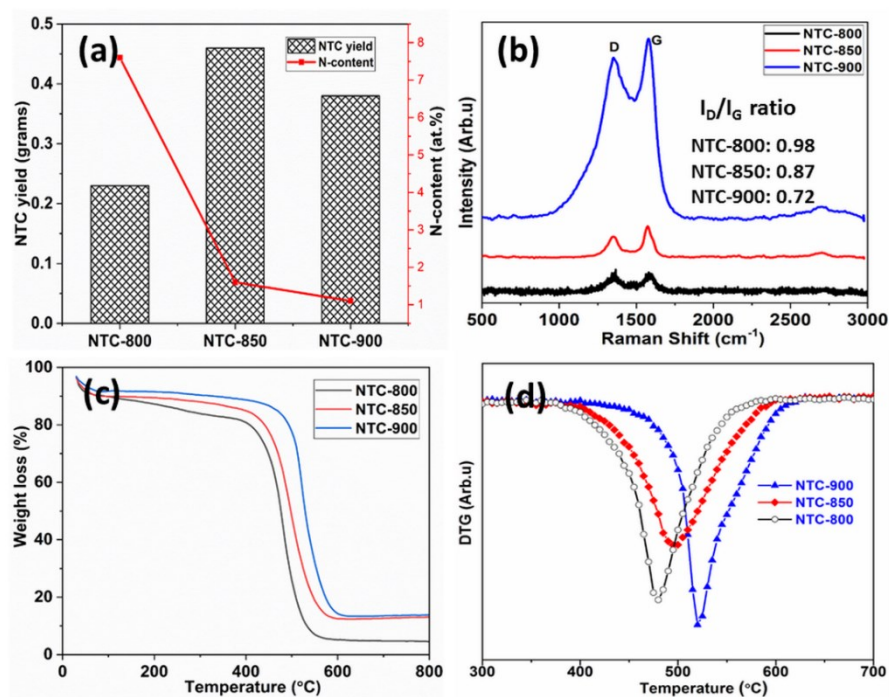 (a)
NTC yield
N-content
NTC yield (grams)
0.5
0.4
0.3
0.2
0.1
0.0
N-content (at.%)
8
7
6
5
4
3
2
1
NTC-800
NTC-850
NTC-900
(b)
D
G
NTC-800
NTC-850
NTC-900
I_D/I_G ratio
NTC-800: 0.98
NTC-850: 0.87
NTC-900: 0.72
Intensity (Arb.u)
500
1000
1500
2000
2500
3000
Raman Shift (cm⁻¹)
(c)
NTC-800
NTC-850
NTC-900
Weight loss (%)
100
80
60
40
20
0
0
200
400
600
800
Temperature (°C)
(d)
NTC-900
NTC-850
NTC-800
DTG (Arb.u)
300
400
500
600
700
Temperature (°C)